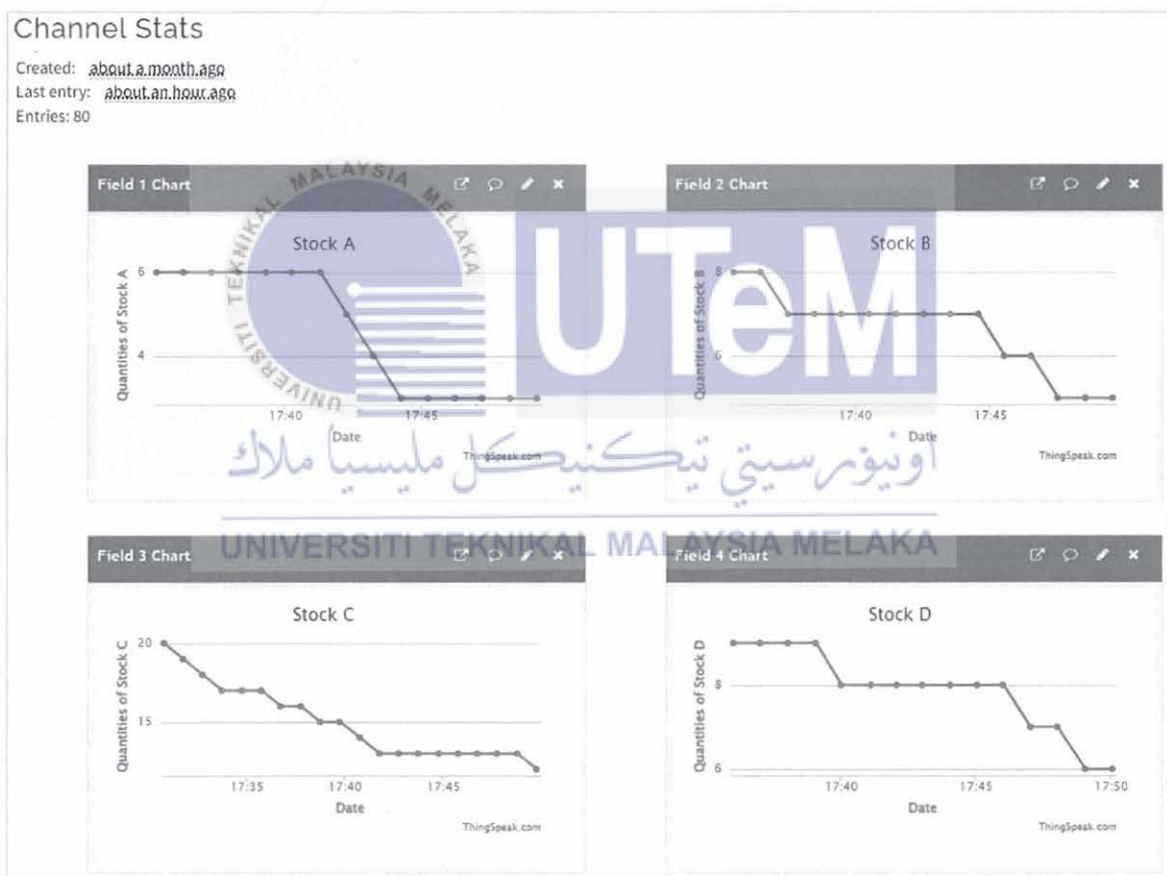 Channel Stats
Created: about a month ago
Last entry: about an hour ago
Entries: 80
Field 1 Chart
Stock A
Quantities of Stock A
6
4
17:40
17:45
Date
ThingSpeak.com
Field 2 Chart
Stock B
Quantities of Stock B
8
6
17:40
17:45
Date
ThingSpeak.com
UNIVERSITI TEKNIKAL MALAYSIA MELAKA
UTeM
اونيۏرسيتي تيكنيكل مليسيا ملاك
UNIVERSITI TEKNIKAL MALAYSIA MELAKA
Field 3 Chart
Stock C
Quantities of Stock C
20
15
17:35
17:40
17:45
Date
ThingSpeak.com
Field 4 Chart
Stock D
Quantities of Stock D
8
6
17:40
17:45
17:50
Date
ThingSpeak.com